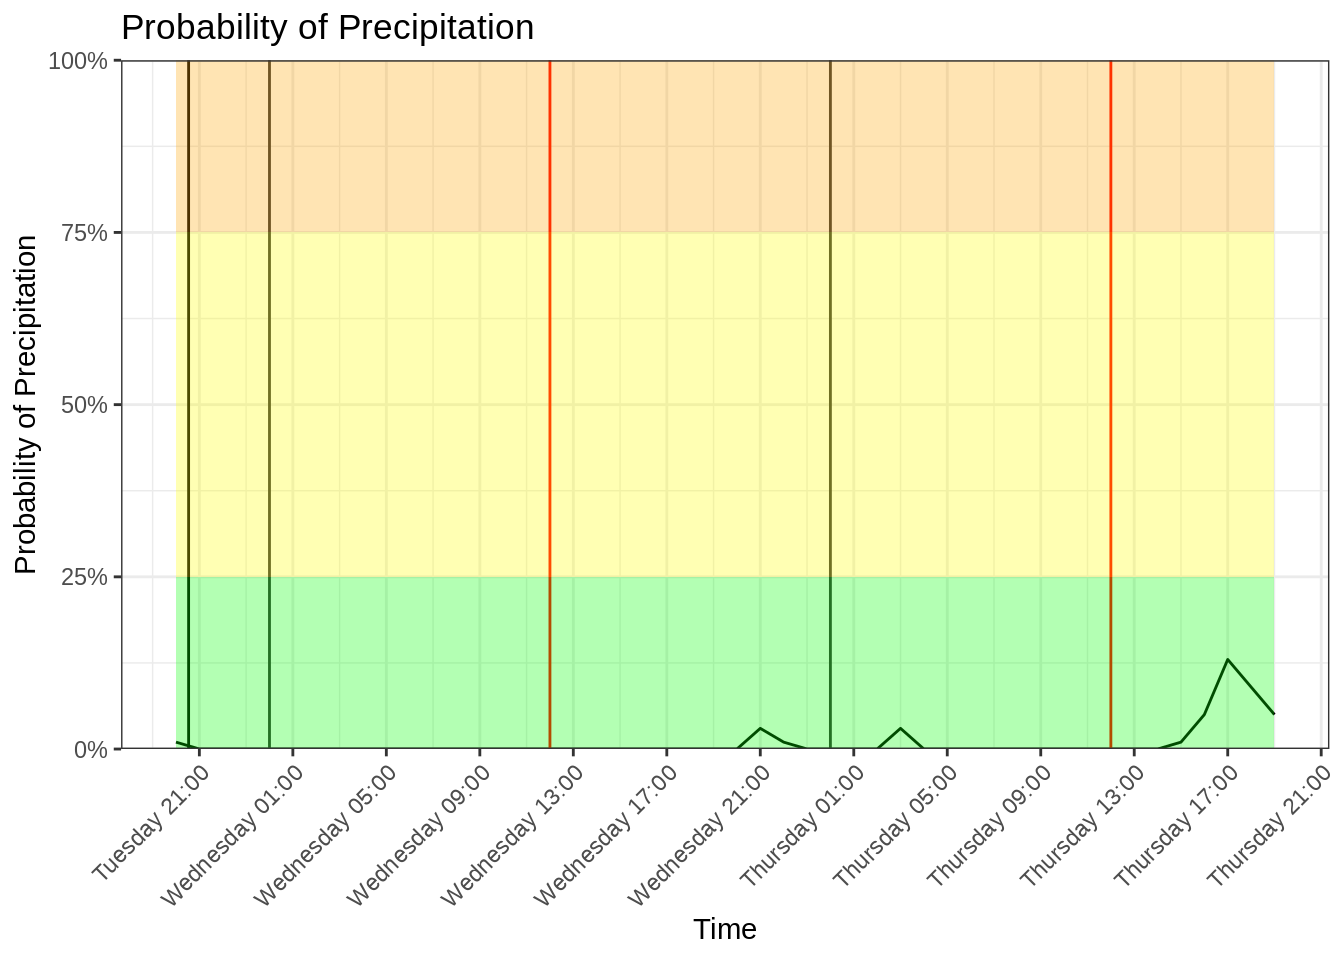 Probability of Precipitation
Probability of Precipitation
100%
75%
50%
25%
0%
Tuesday 21:00
Wednesday 01:00
Wednesday 05:00
Wednesday 09:00
Wednesday 13:00
Wednesday 17:00
Wednesday 21:00
Thursday 01:00
Thursday 05:00
Thursday 09:00
Thursday 13:00
Thursday 17:00
Thursday 21:00
Time